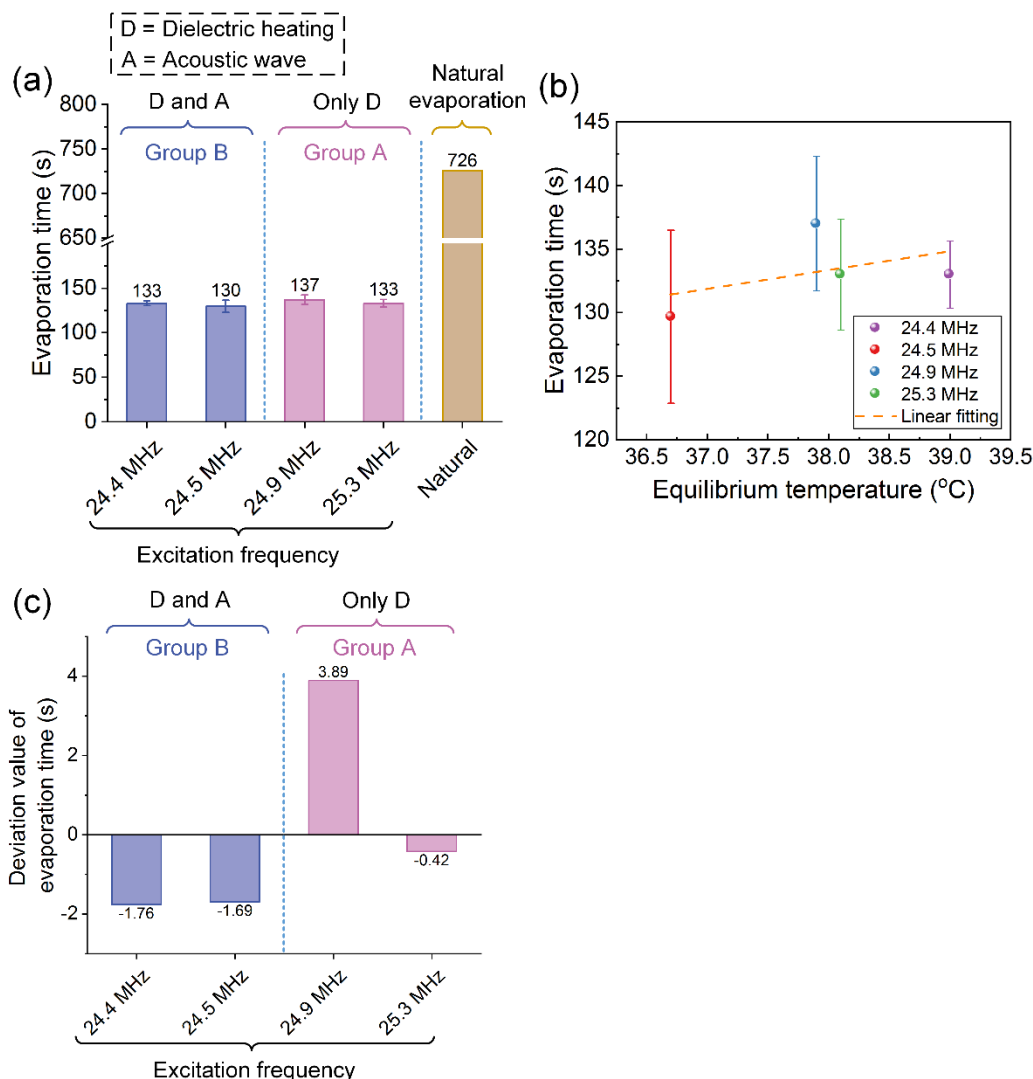 D = Dielectric heating
A = Acoustic wave
(a)
D and A
Only D
Natural
evaporation
Group B
Group A
Evaporation time (s)
800
750
700
650
150
100
50
0
133
130
137
133
726
24.4 MHz
24.5 MHz
24.9 MHz
25.3 MHz
Natural
Excitation frequency
(b)
Evaporation time (s)
145
140
135
130
125
120
24.4 MHz
24.5 MHz
24.9 MHz
25.3 MHz
Linear fitting
36.5 37.0 37.5 38.0 38.5 39.0 39.5
Equilibrium temperature (°C)
(c)
D and A
Only D
Group B
Group A
Deviation value of
evaporation time (s)
4
2
0
-2
-1.76
-1.69
3.89
-0.42
24.4 MHz
24.5 MHz
24.9 MHz
25.3 MHz
Excitation frequency